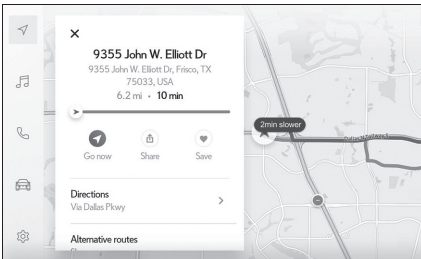 9355 John W. Elliott Dr
9355 John W. Elliott Dr, Frisco, TX
75033, USA
6.2 mi • 10 min
Go now
Share
Save
Directions
Via Dallas Pkwy
Alternative routes
2min slower